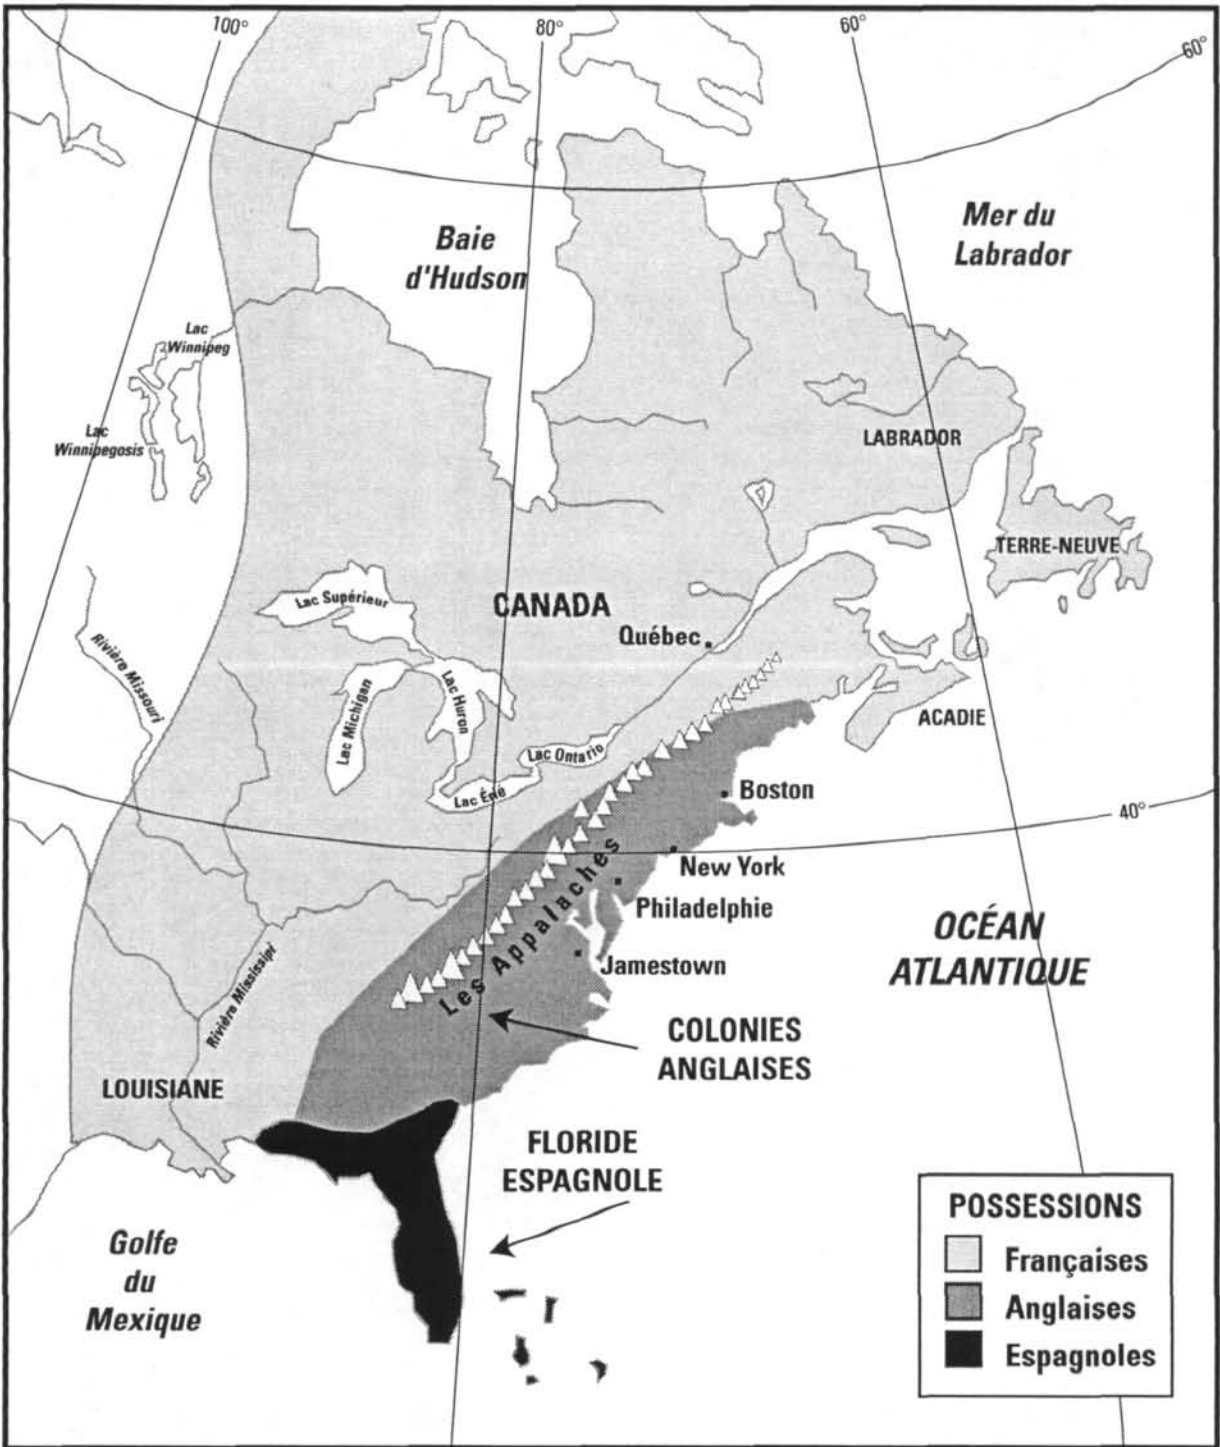 100°
80°
60°
60°
Baie
d'Hudson
Mer du
Labrador
Lac
Winnipeg
Lac
Winnipegosis
LABRADOR
TERRE-NEUVE
Lac Supérieur
CANADA
Québec
Rivière Missouri
Lac Michigan
Lac Huron
ACADIE
Lac Ontario
Lac Érié
Boston
40°
New York
Les Appalaches
Philadelphie
OCÉAN
ATLANTIQUE
Jamestown
Rivière Mississipi
COLONIES
ANGLAISES
LOUISIANE
FLORIDE
ESPAGNOLE
POSSESSIONS
Françaises
Anglaises
Espagnoles
Golfe
du
Mexique